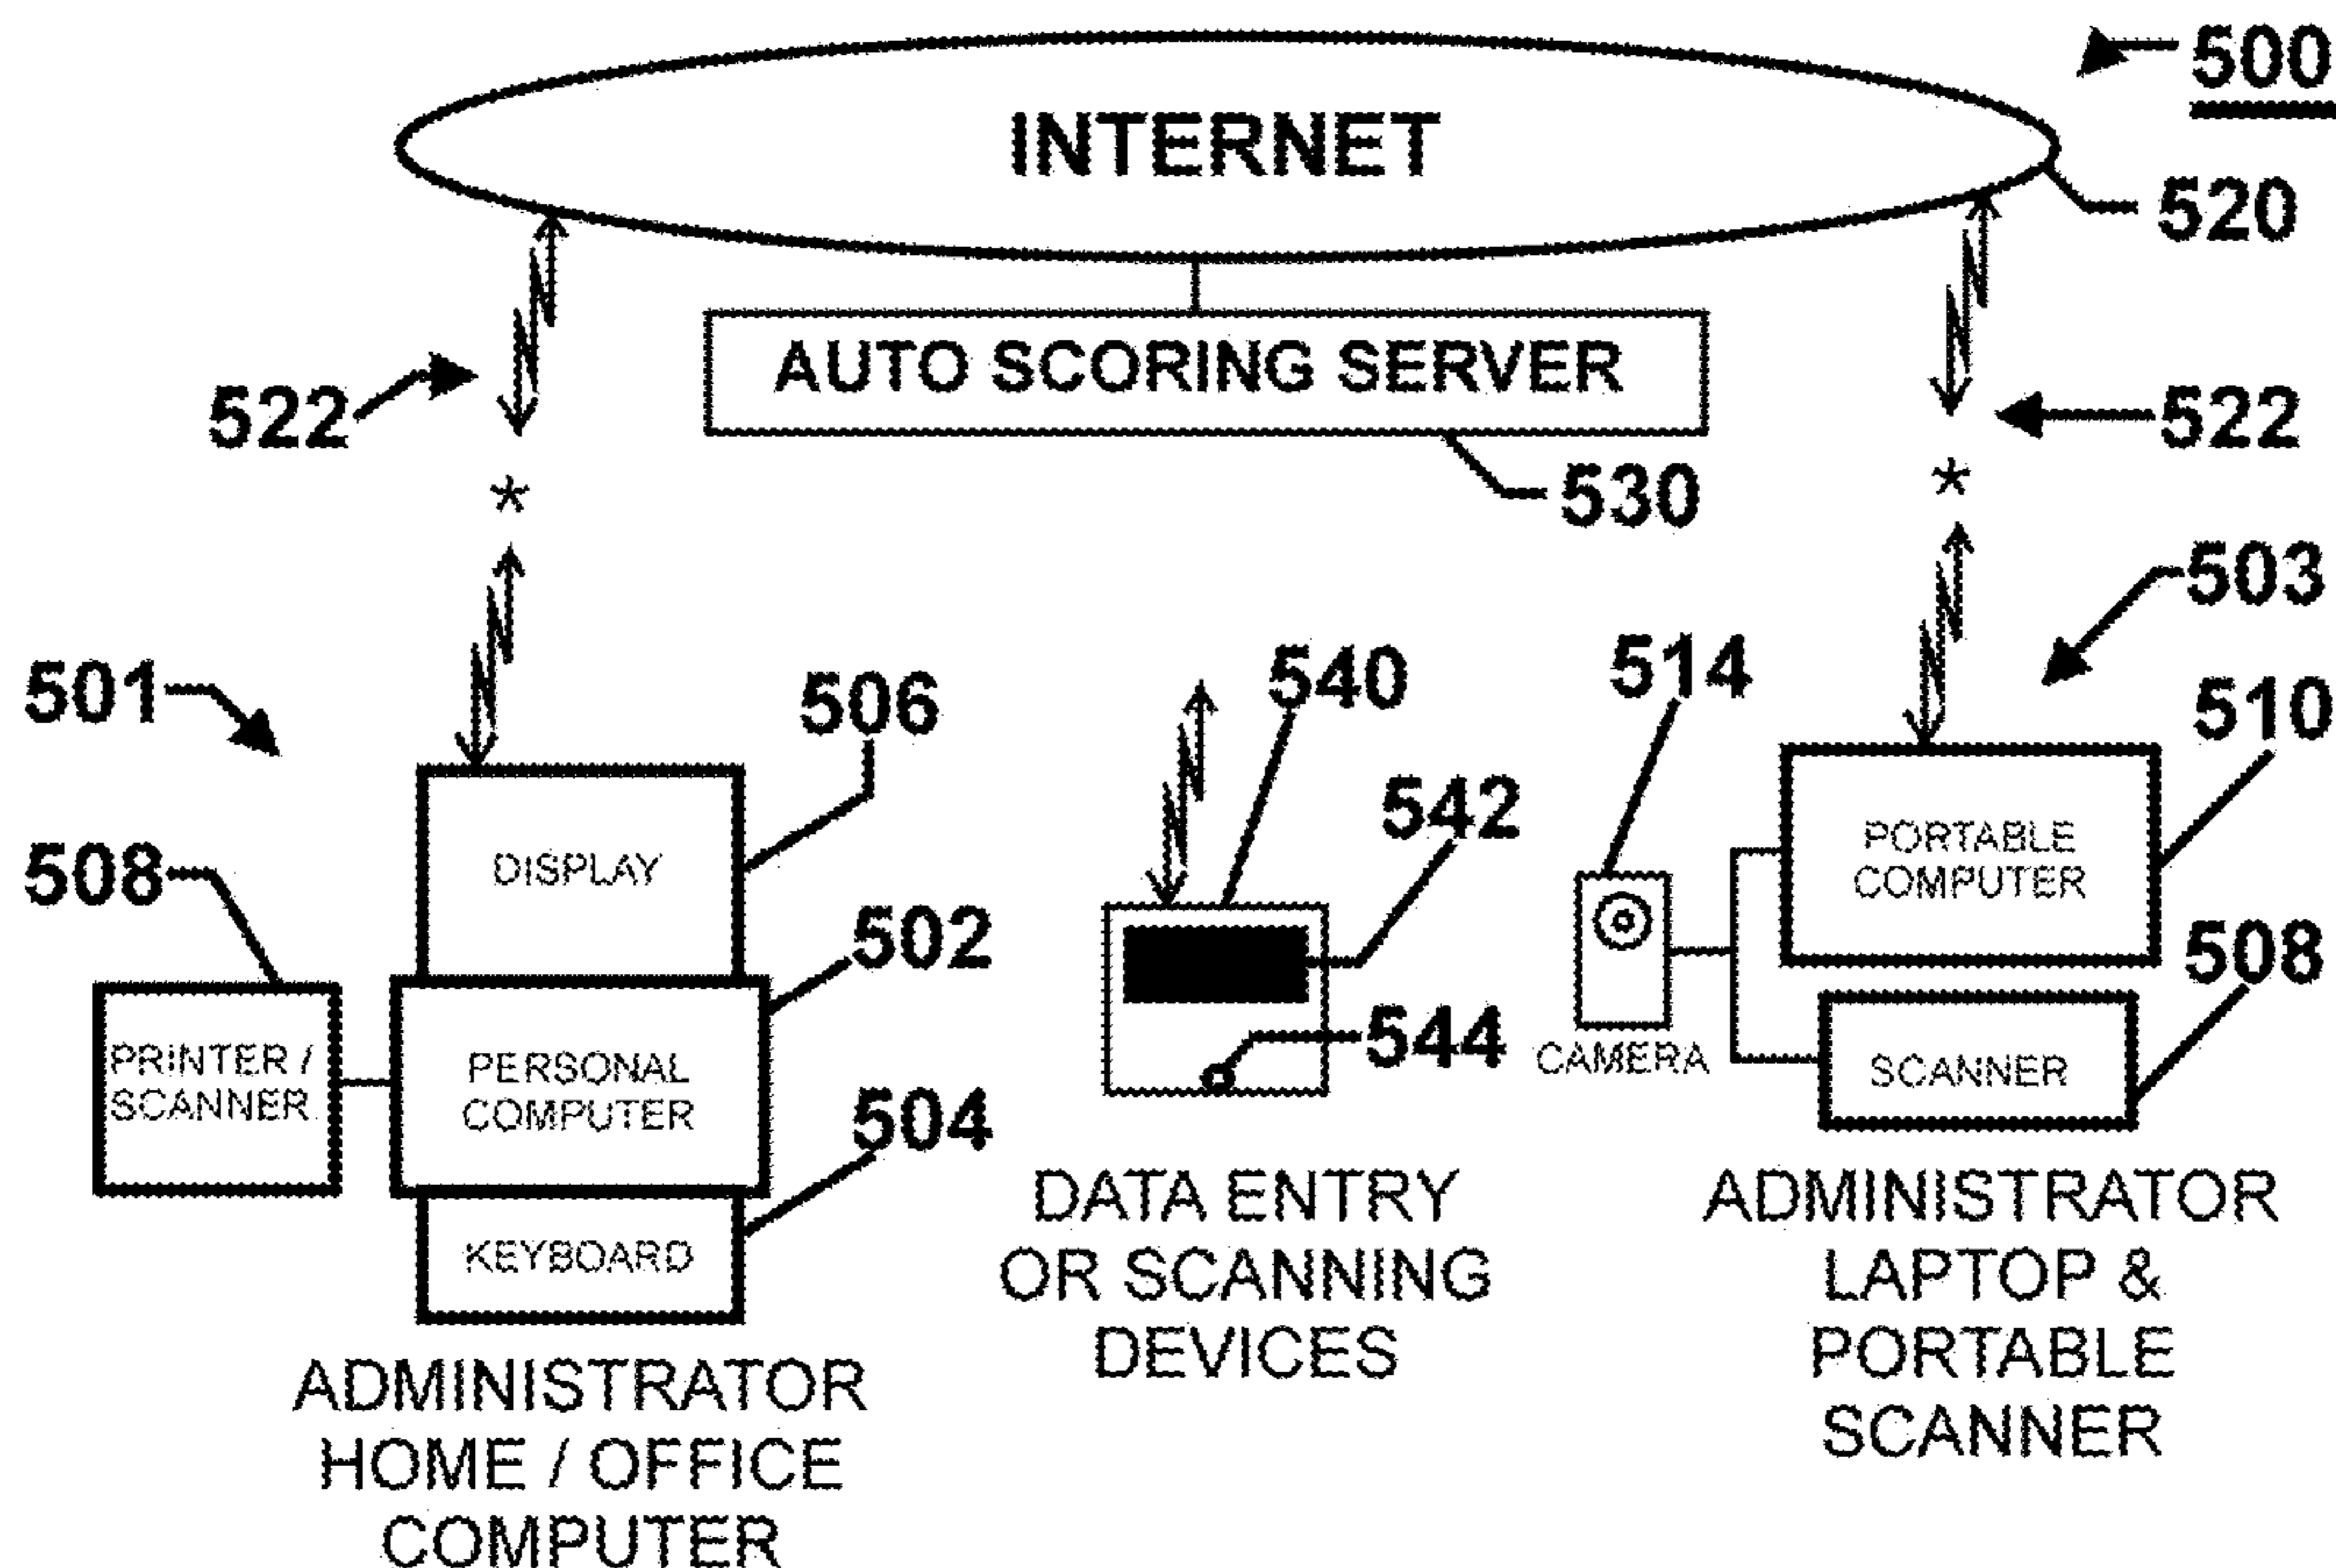 500
INTERNET
520
AUTO SCORING SERVER
522
522
530
503
501
506
540
514
510
542
DISPLAY
PORTABLE
COMPUTER
508
502
508
544
PRINTER /
SCANNER
PERSONAL
COMPUTER
CAMERA
SCANNER
504
KEYBOARD
DATA ENTRY
OR SCANNING
DEVICES
ADMINISTRATOR
LAPTOP &
PORTABLE
SCANNER
ADMINISTRATOR
HOME / OFFICE
COMPUTER